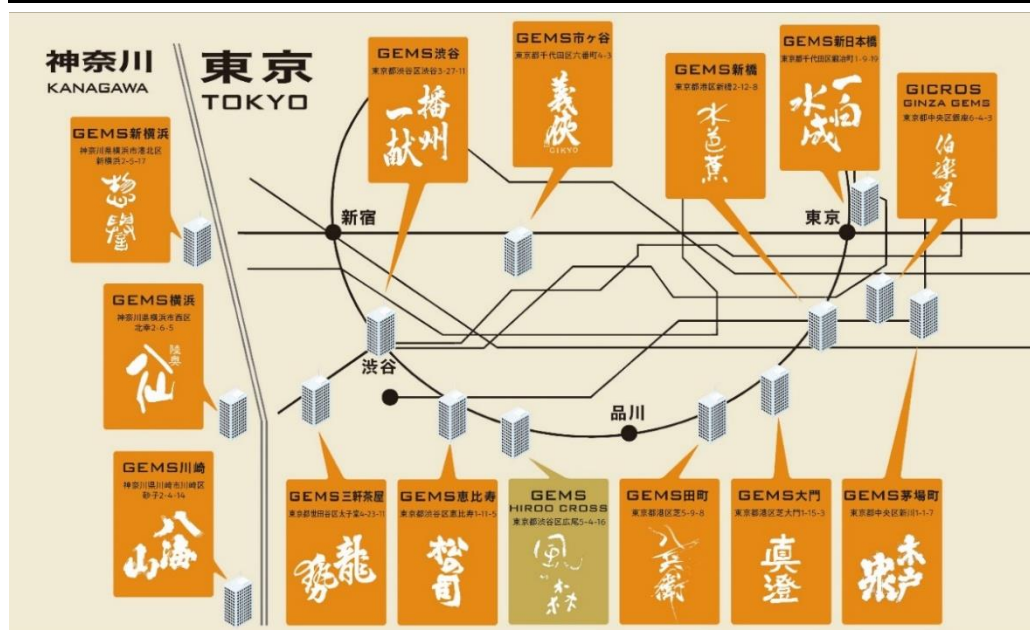 神奈川
KANAGAWA
東京
TOKYO
GEMS新横浜
神奈川県横浜市港北区
新横浜2-5-17
惣譽
GEMS横浜
神奈川県横浜市西区
北幸2-6-5
陸奥
八仙
GEMS川崎
神奈川県川崎市川崎区
砂子2-4-14
八海山
GEMS渋谷
東京都渋谷区渋谷3-27-11
播州
一献
GEMS市ヶ谷
東京都千代田区六番町4-3
義侠
GIKYO
GEMS新橋
東京都港区新橋2-12-8
水芭蕉
GEMS新日本橋
東京都千代田区鍛冶町1-9-19
一白
水成
GICROS
GINZA GEMS
東京都中央区銀座6-4-3
伯楽星
新宿
東京
渋谷
品川
GEMS三軒茶屋
東京都世田谷区太子堂4-23-11
龍勢
GEMS恵比寿
東京都渋谷区恵比寿1-11-5
松の司
GEMS
HIROO CROSS
東京都渋谷区広尾5-4-16
風の森
GEMS田町
東京都港区芝5-9-8
八兵衛
GEMS大門
東京都港区芝大門1-15-3
真澄
GEMS茅場町
東京都中央区新川1-1-7
木戸泉